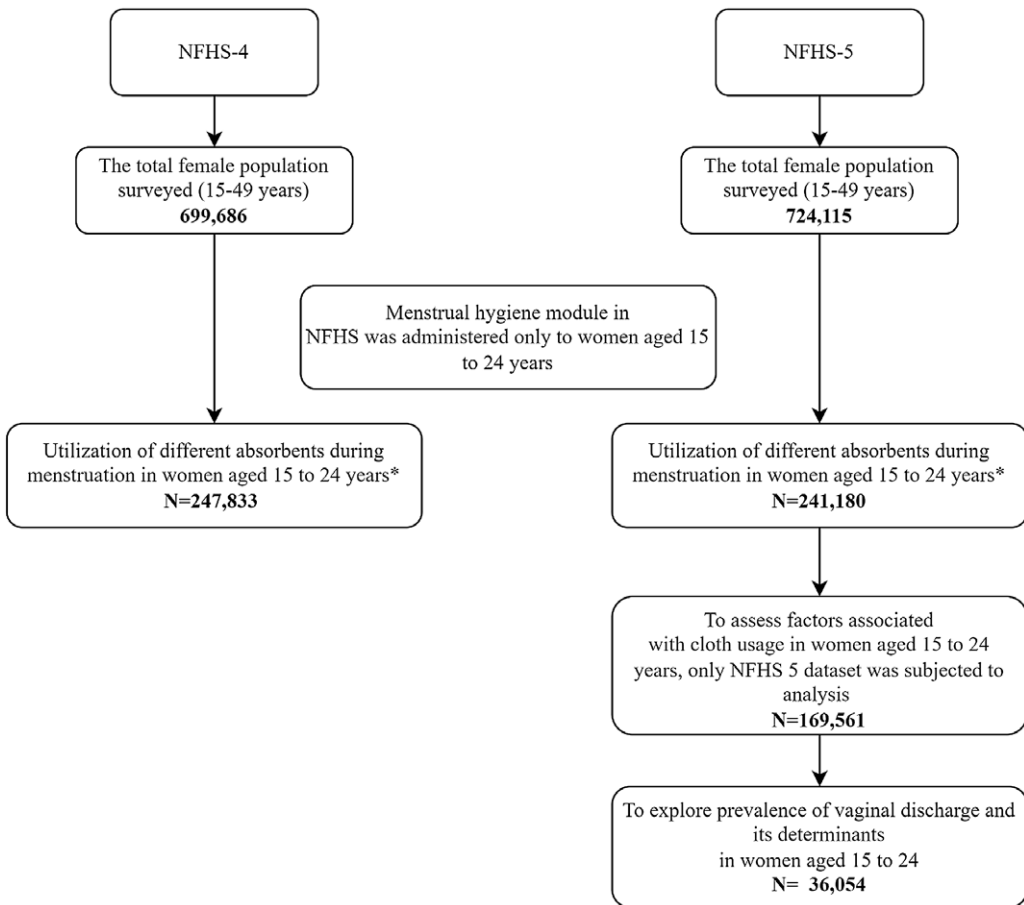 NFHS-4
NFHS-5
The total female population
surveyed (15-49 years)
699,686
The total female population
surveyed (15-49 years)
724,115
Menstrual hygiene module in
NFHS was administered only to women aged 15
to 24 years
Utilization of different absorbents during
menstruation in women aged 15 to 24 years*
N=247,833
Utilization of different absorbents during
menstruation in women aged 15 to 24 years*
N=241,180
To assess factors associated
with cloth usage in women aged 15 to 24
years, only NFHS 5 dataset was subjected to
analysis
N=169,561
To explore prevalence of vaginal discharge and
its determinants
in women aged 15 to 24
N= 36,054